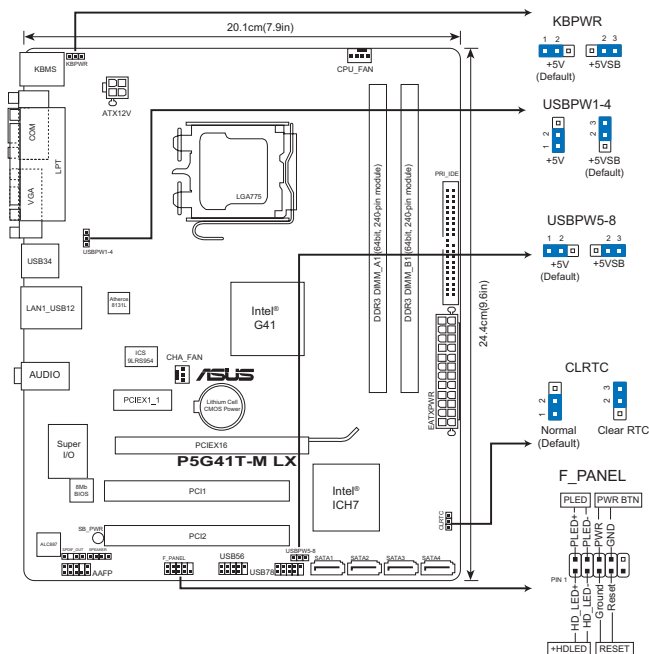 20.1cm(7.9in)
KBPWR
KBMS
KBPWR
CPU_FAN
1 2
2 3
+5V
(Default)
+5VSB
ATX12V
USBPW1-4
COM
LPT
VGA
LGA775
DDR3 DIMM_A1 (64bit, 240-pin module)
DDR3 DIMM_B1 (64bit, 240-pin module)
PRI_IDE
1
2
2
3
+5V
+5VSB
(Default)
USBPW1-4
USBPW5-8
1 2
2 3
+5V
(Default)
+5VSB
USB34
24.4cm(9.6in)
LAN1_USB12
Atheros
8131L
Intel®
G41
ICS
9LRS954
CHA_FAN
ASUS
AUDIO
PCIEX1_1
Lithium Cell
CMOS Power
EATXPWR
CLRTC
1
2
2
3
Normal
(Default)
Clear RTC
Super
I/O
PCIEX16
P5G41T-M LX
8Mb
BIOS
PCI1
Intel®
ICH7
F_PANEL
PLED
PWR BTN
PLED+
PLED-
PWR
GND
PIN 1
HD_LED+
HD_LED-
Ground
Reset
+HDLED
RESET
CLRTC
SB_PWR
PCI2
ALC887
SPDIF_OUT
SPEAKER
AAFP
F_PANEL
USB56
USB78
USBPW5-8
SATA1
SATA2
SATA3
SATA4